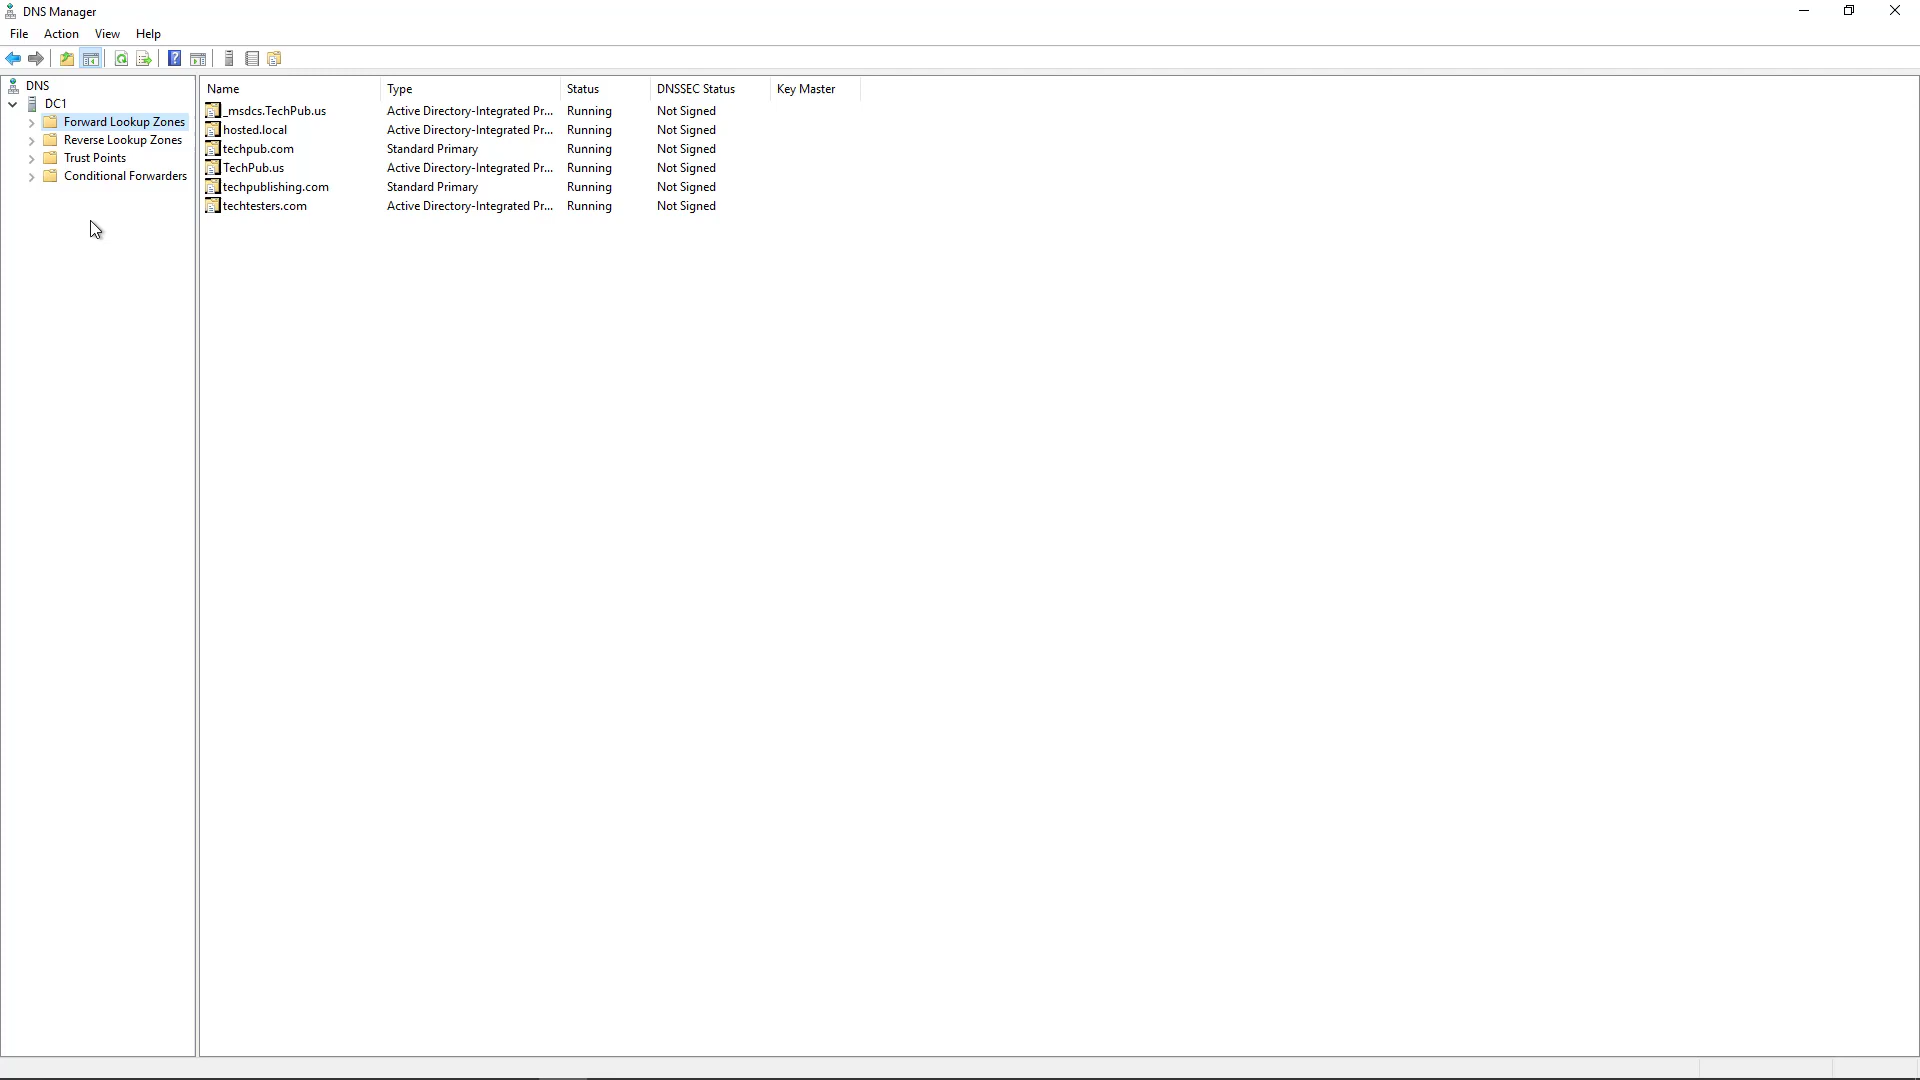 DNS Manager
File Action View Help
DNS
DC1
Forward Lookup Zones
Reverse Lookup Zones
Trust Points
Conditional Forwarders
Name Type Status DNSSEC Status Key Master
_msdcs.TechPub.us Active Directory-Integrated Pr... Running Not Signed
hosted.local Active Directory-Integrated Pr... Running Not Signed
techpub.com Standard Primary Running Not Signed
TechPub.us Active Directory-Integrated Pr... Running Not Signed
techpublishing.com Standard Primary Running Not Signed
techtesters.com Active Directory-Integrated Pr... Running Not Signed